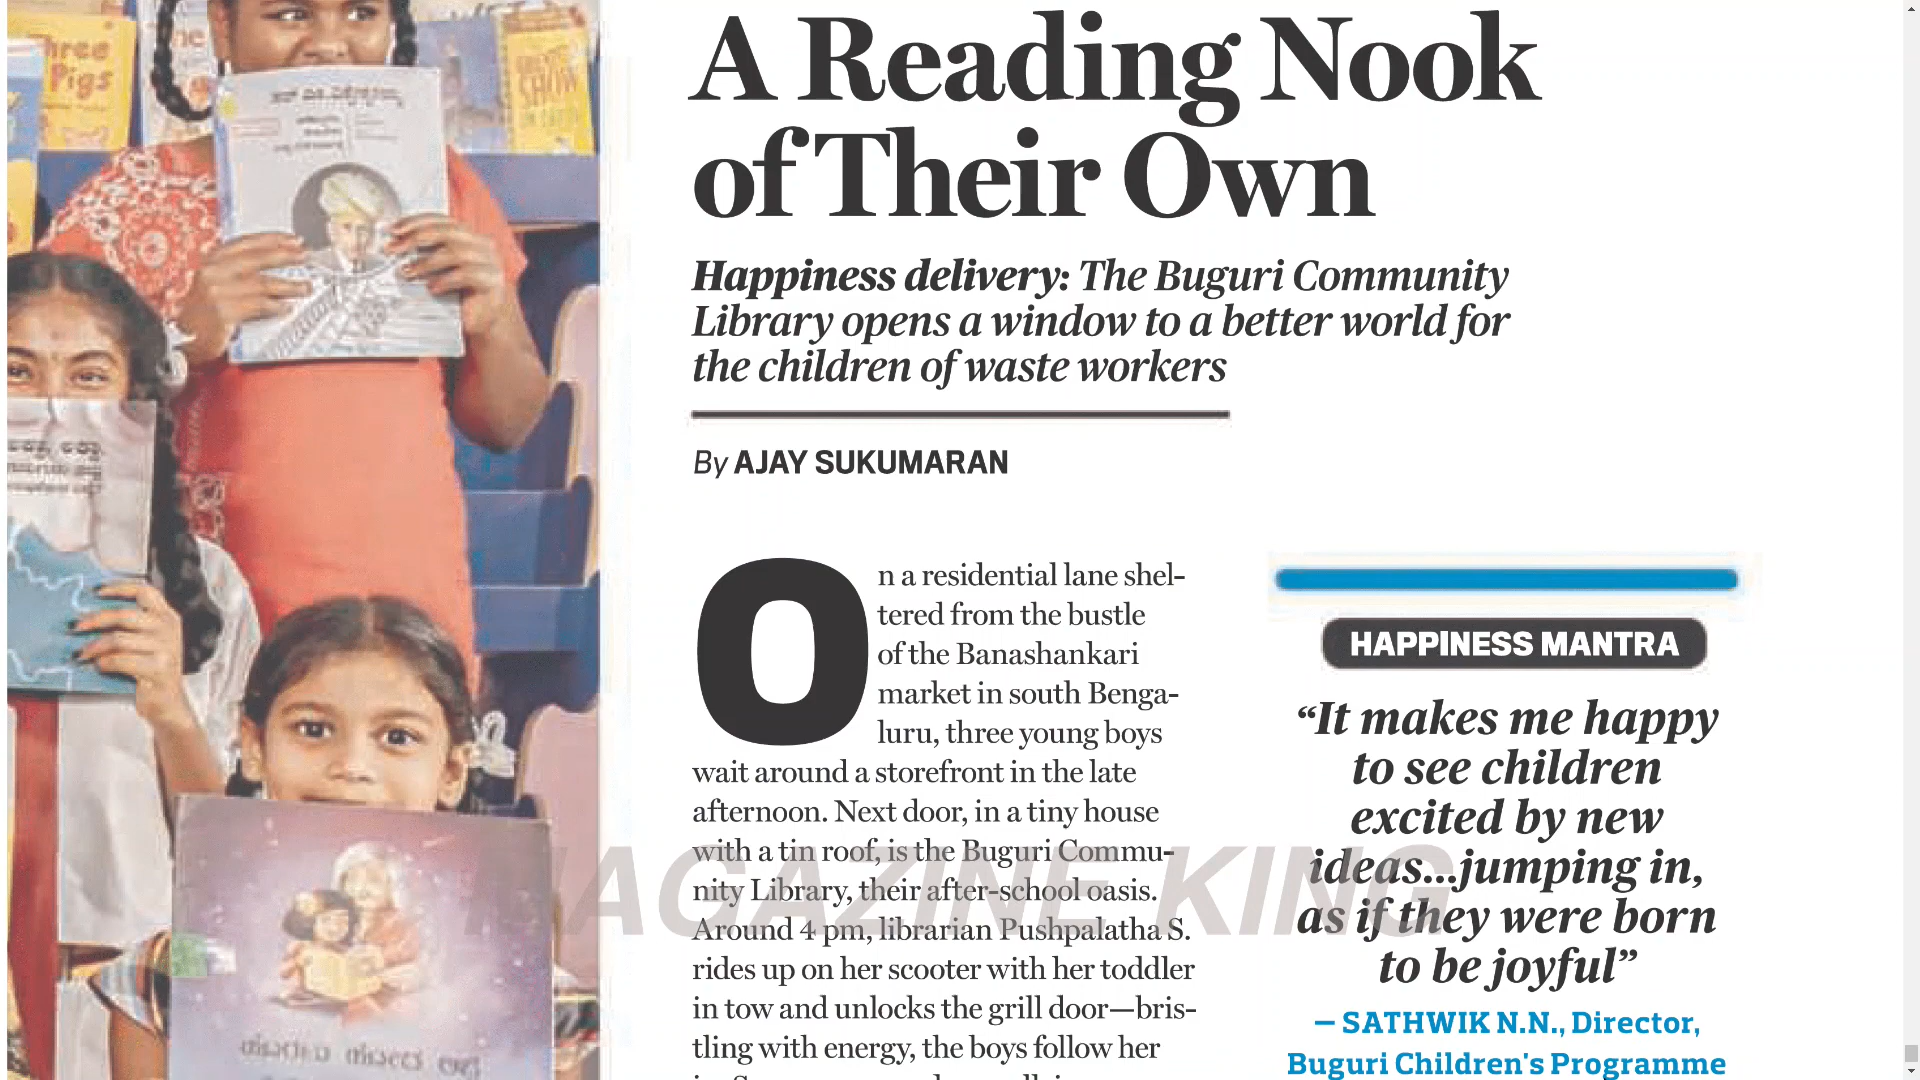 Three
Pigs
A Reading Nook
of Their Own
Happiness delivery: The Buguri Community
Library opens a window to a better world for
the children of waste workers
By AJAY SUKUMARAN
On a residential lane shel-
tered from the bustle
of the Banashankari
market in south Benga-
luru, three young boys
wait around a storefront in the late
afternoon. Next door, in a tiny house
with a tin roof, is the Buguri Commu-
nity Library, their after-school oasis.
Around 4 pm, librarian Pushpalatha S.
rides up on her scooter with her toddler
in tow and unlocks the grill door—bris-
tling with energy, the boys follow her
HAPPINESS MANTRA
“It makes me happy
to see children
excited by new
ideas...jumping in,
as if they were born
to be joyful”
– SATHWIK N.N., Director,
Buguri Children's Programme
MAGAZINE KING